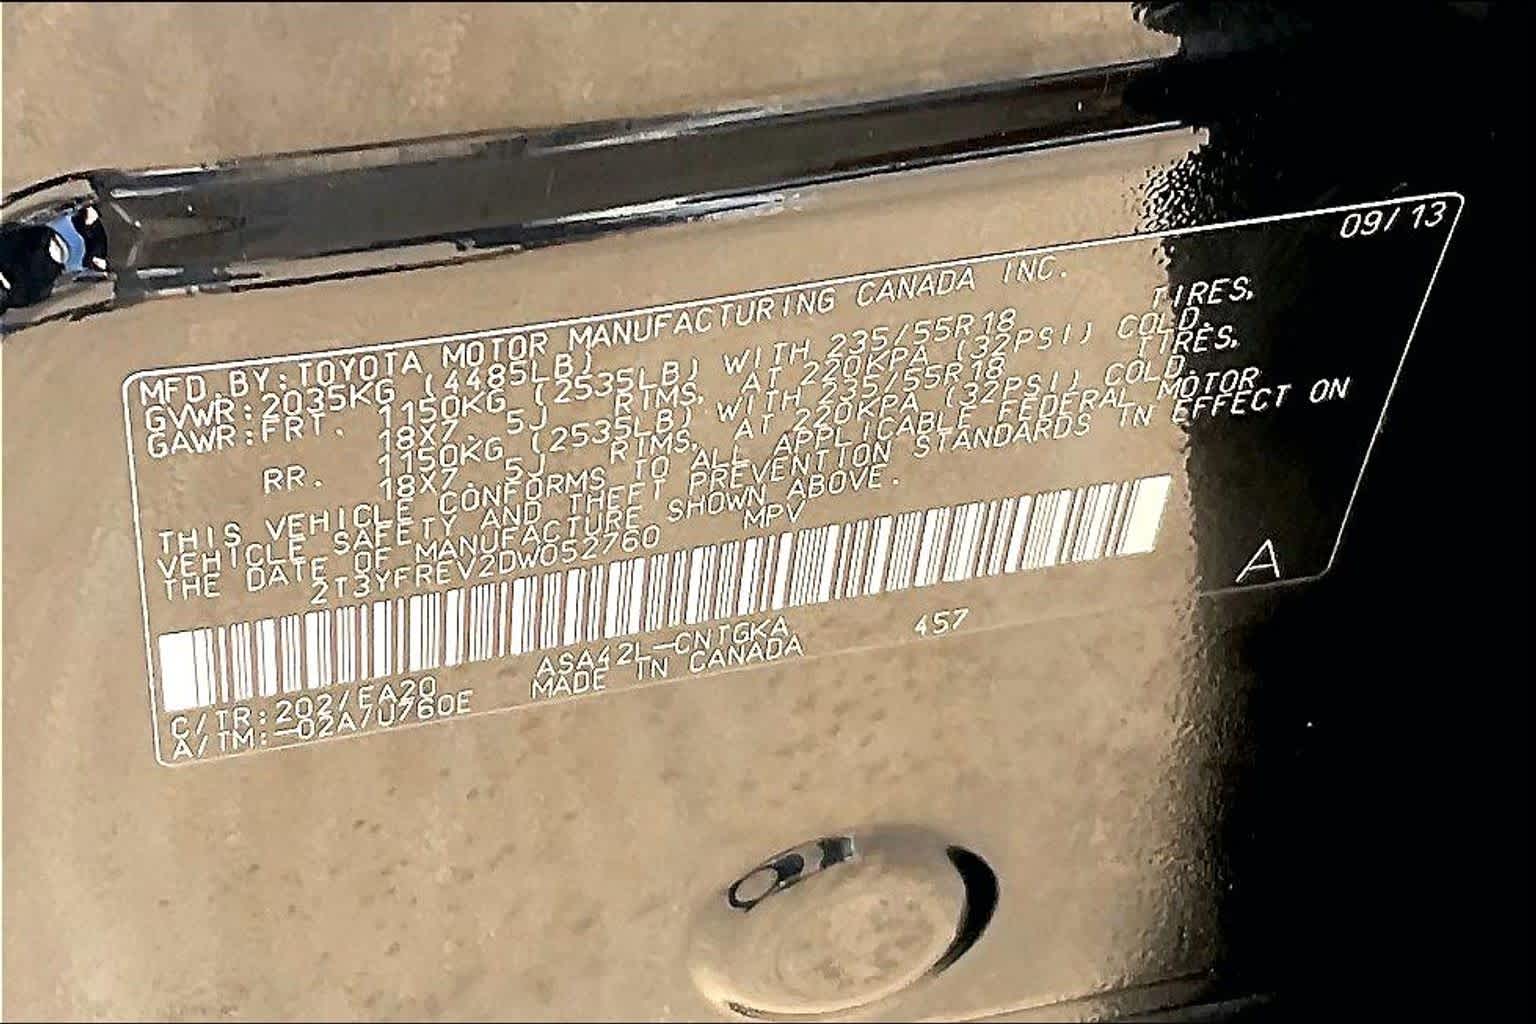 09/13
MFD.BY:TOYOTA MOTOR MANUFACTURING CANADA INC.
GVWR:2035KG (4485LB)
GAWR:FRT. 1150KG (2535LB) WITH 235/55R18 TIRES,
18X7.5J RIMS, AT 220KPA (32PSI) COLD.
RR. 1150KG (2535LB) WITH 235/55R18 TIRES,
18X7.5J RIMS, AT 220KPA (32PSI) COLD.
THIS VEHICLE CONFORMS TO ALL APPLICABLE FEDERAL MOTOR
VEHICLE SAFETY AND THEFT PREVENTION STANDARDS IN EFFECT ON
THE DATE OF MANUFACTURE SHOWN ABOVE.
2T3YFREV2DW052760 MPV
A
C/TR:202/EA20 ASA42L-CNTGKA 457
A/TM:-02A/U760E MADE IN CANADA